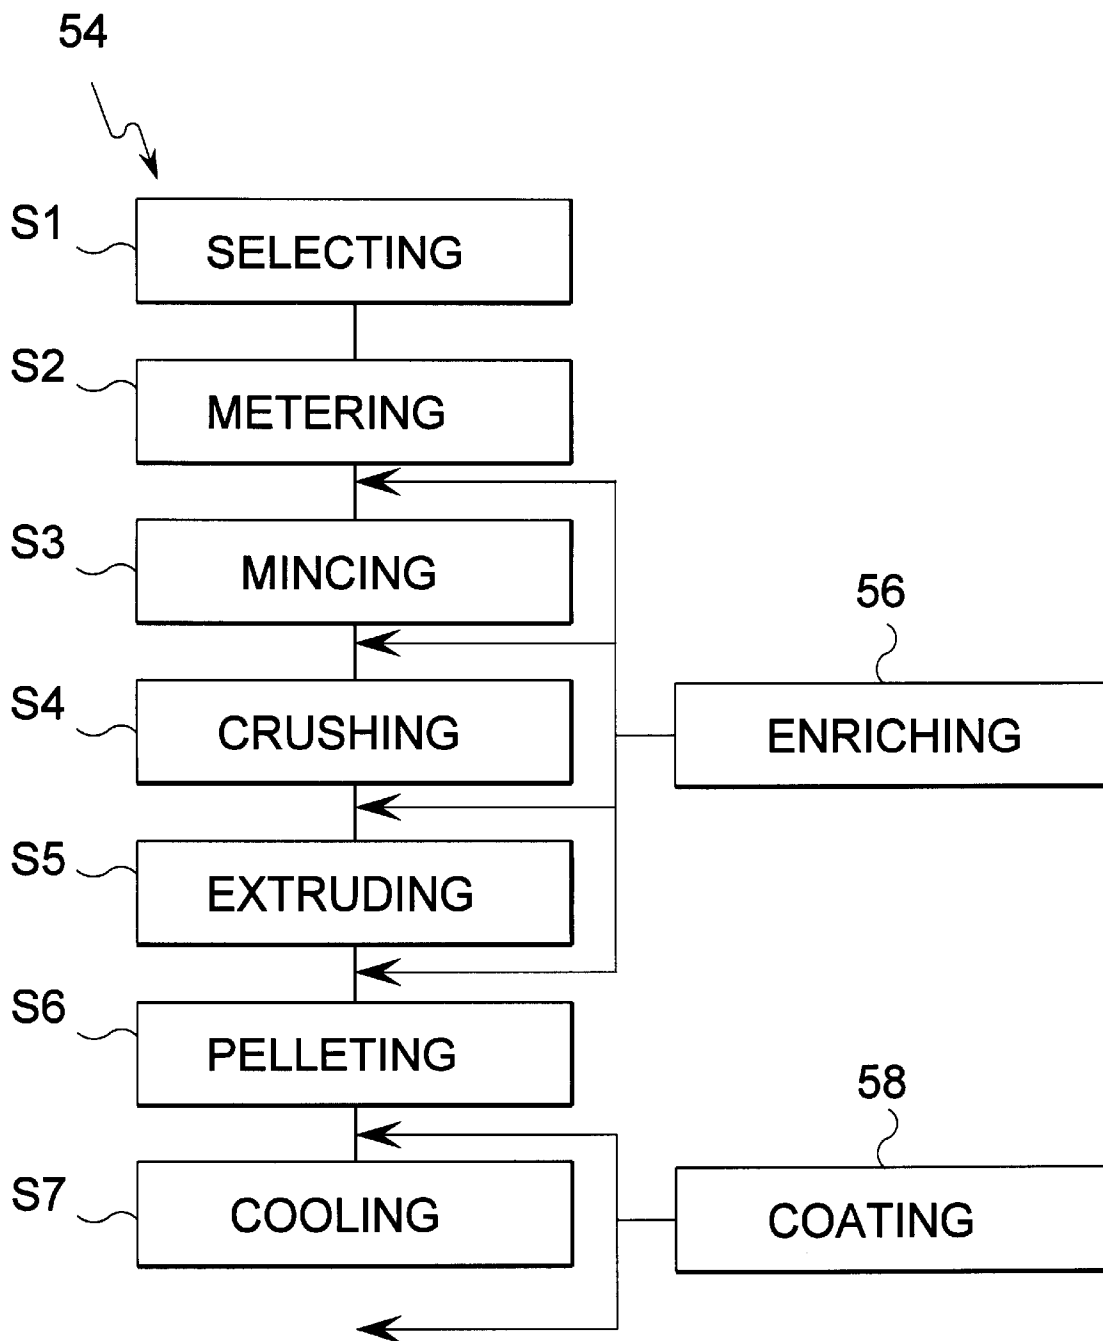 54
S1
SELECTING
S2
METERING
S3
MINCING
56
S4
CRUSHING
ENRICHING
S5
EXTRUDING
S6
PELLETING
58
S7
COOLING
COATING